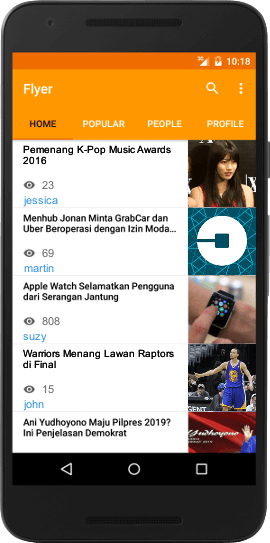 3G 10:18
Flyer
HOME POPULAR PEOPLE PROFILE
Pemenang K-Pop Music Awards
2016
23
jessica
Menhub Jonan Minta GrabCar dan
Uber Beroperasi dengan Izin Moda...
69
martin
Apple Watch Selamatkan Pengguna
dari Serangan Jantung
808
suzy
Warriors Menang Lawan Raptors
di Final
15
john
Ani Yudhoyono Maju Pilpres 2019?
Ini Penjelasan Demokrat